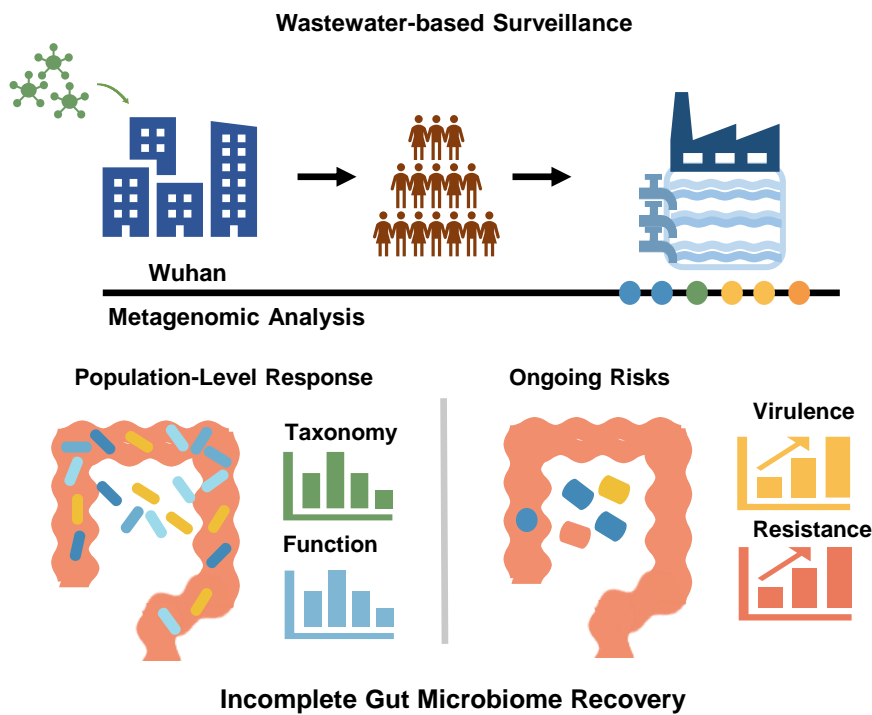 Wastewater-based Surveillance
Wuhan
Metagenomic Analysis
Population-Level Response
Taxonomy
Function
Ongoing Risks
Virulence
Resistance
Incomplete Gut Microbiome Recovery